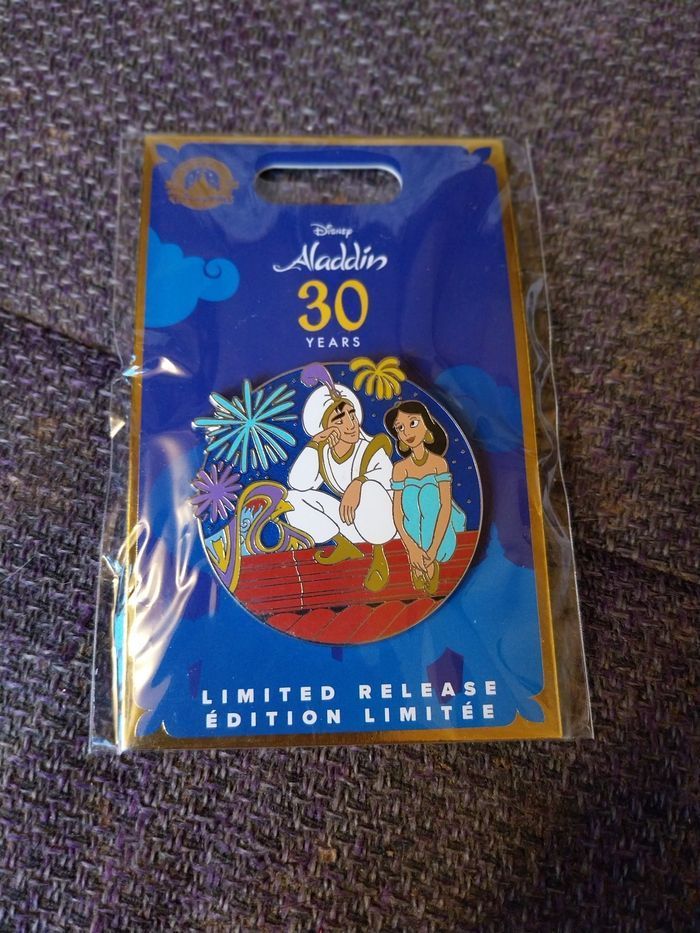 Disney
Aladdin
30
YEARS
LIMITED RELEASE
ÉDITION LIMITÉE